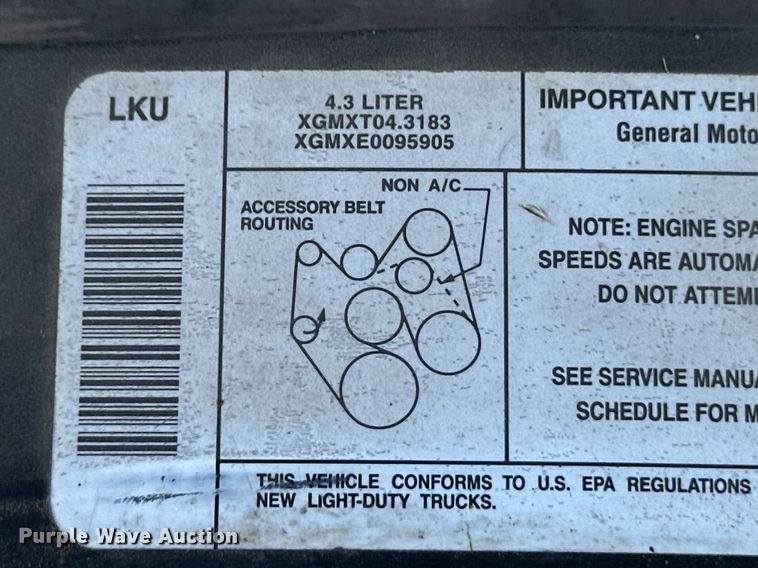 LKU
4.3 LITER
XGMXT04.3183
XGMXE0095905
IMPORTANT VEHI
General Moto
NON A/C
ACCESSORY BELT
ROUTING
NOTE: ENGINE SPA
SPEEDS ARE AUTOMA
DO NOT ATTEM
SEE SERVICE MANUA
SCHEDULE FOR M
THIS VEHICLE CONFORMS TO U.S. EPA REGULATIONS
NEW LIGHT-DUTY TRUCKS.
Purple Wave Auction